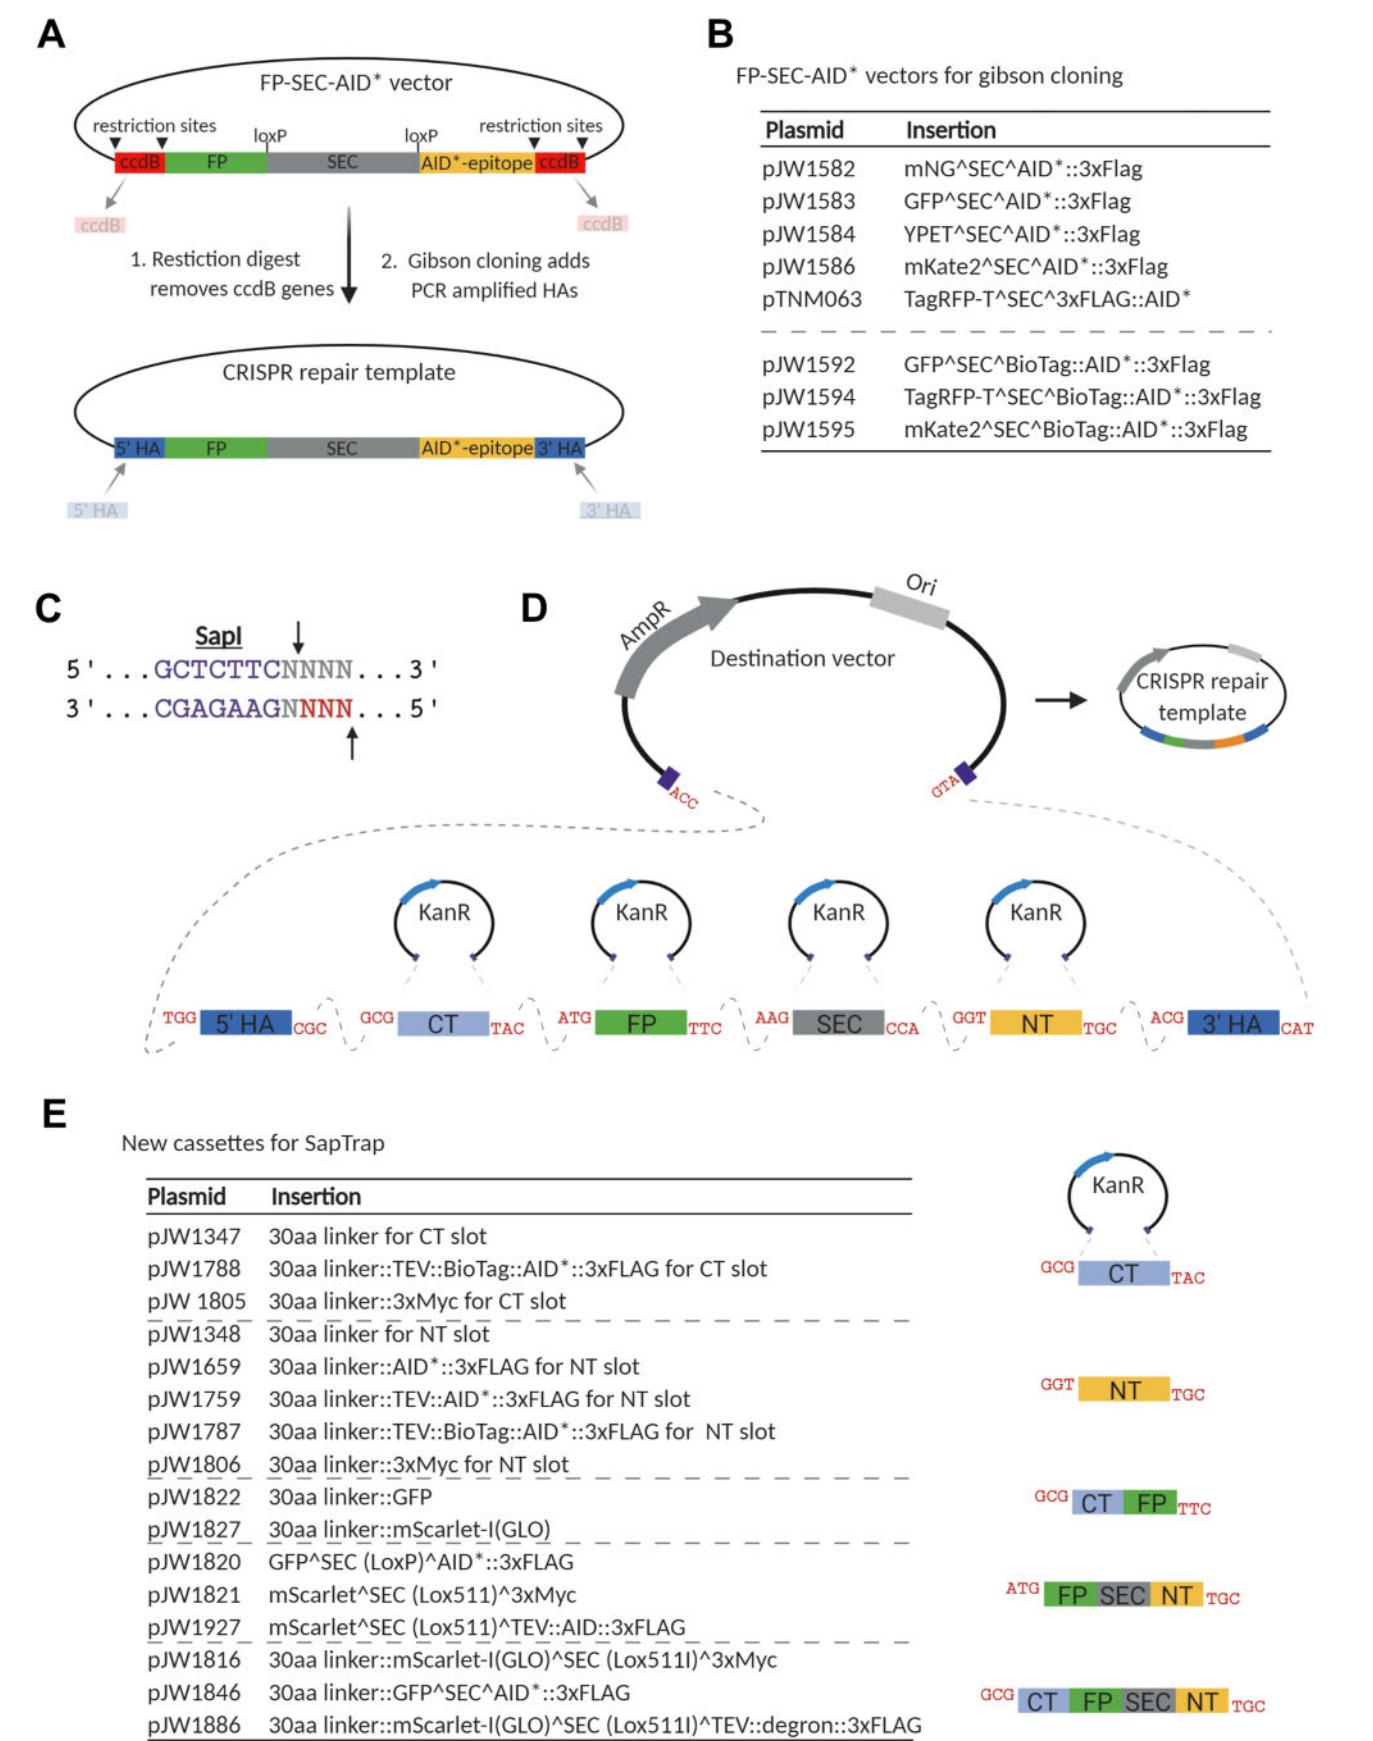 A
FP-SEC-AID* vector
restriction sites
loxP
loxP
restriction sites
ccdB
FP
SEC
AID*-epitope
ccdB
ccdB
ccdB
1. Restiction digest
removes ccdB genes
2. Gibson cloning adds
PCR amplified HAs
CRISPR repair template
5' HA
FP
SEC
AID*-epitope
3' HA
5' HA
3' HA
B
FP-SEC-AID* vectors for gibson cloning
Plasmid Insertion
pJW1582 mNG^SEC^AID*::3xFlag
pJW1583 GFP^SEC^AID*::3xFlag
pJW1584 YPET^SEC^AID*::3xFlag
pJW1586 mKate2^SEC^AID*::3xFlag
pTNM063 TagRFP-T^SEC^3xFLAG::AID*
pJW1592 GFP^SEC^BioTag::AID*::3xFlag
pJW1594 TagRFP-T^SEC^BioTag::AID*::3xFlag
pJW1595 mKate2^SEC^BioTag::AID*::3xFlag
C
SapI
5'...GCTCTTCNNNN...3'
3'...CGAGAAGNNNN...5'
D
AmpR
Ori
Destination vector
ACC
GTA
CRISPR repair
template
KanR
KanR
KanR
KanR
TGG 5' HA CGC
GCG CT TAC
ATG FP TTC
AAG SEC CCA
GGT NT TGC
ACG 3' HA CAT
E
New cassettes for SapTrap
Plasmid Insertion
pJW1347 30aa linker for CT slot
pJW1788 30aa linker::TEV::BioTag::AID*::3xFLAG for CT slot
pJW 1805 30aa linker::3xMyc for CT slot
pJW1348 30aa linker for NT slot
pJW1659 30aa linker::AID*::3xFLAG for NT slot
pJW1759 30aa linker::TEV::AID*::3xFLAG for NT slot
pJW1787 30aa linker::TEV::BioTag::AID*::3xFLAG for NT slot
pJW1806 30aa linker::3xMyc for NT slot
pJW1822 30aa linker::GFP
pJW1827 30aa linker::mScarlet-I(GLO)
pJW1820 GFP^SEC (LoxP)^AID*::3xFLAG
pJW1821 mScarlet^SEC (Lox511)^3xMyc
pJW1927 mScarlet^SEC (Lox511)^TEV::AID::3xFLAG
pJW1816 30aa linker::mScarlet-I(GLO)^SEC (Lox511I)^3xMyc
pJW1846 30aa linker::GFP^SEC^AID*::3xFLAG
pJW1886 30aa linker::mScarlet-I(GLO)^SEC (Lox511I)^TEV::degron::3xFLAG
KanR
GCG CT TAC
GGT NT TGC
GCG CT FP TTC
ATG FP SEC NT TGC
GCG CT FP SEC NT TGC